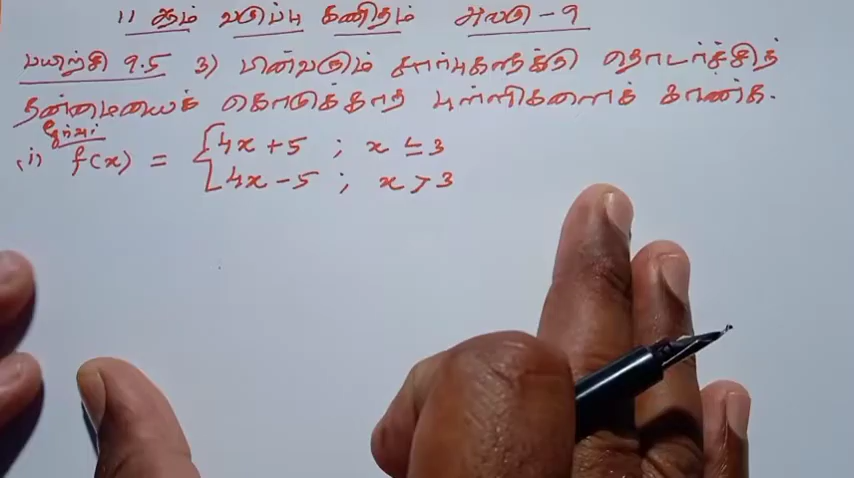 11 ஆம் வகுப்பு கணிதம் அலகு - 9
பயிற்சி 9.5 3) பின்வரும் சார்புகளுக்கு தொடர்ச்சித்
தன்மையைக் கொடுக்காத புள்ளிகளைக் காண்க.
தீர்வு
(i) f(x) = { 4x + 5 ; x ≤ 3
4x - 5 ; x > 3